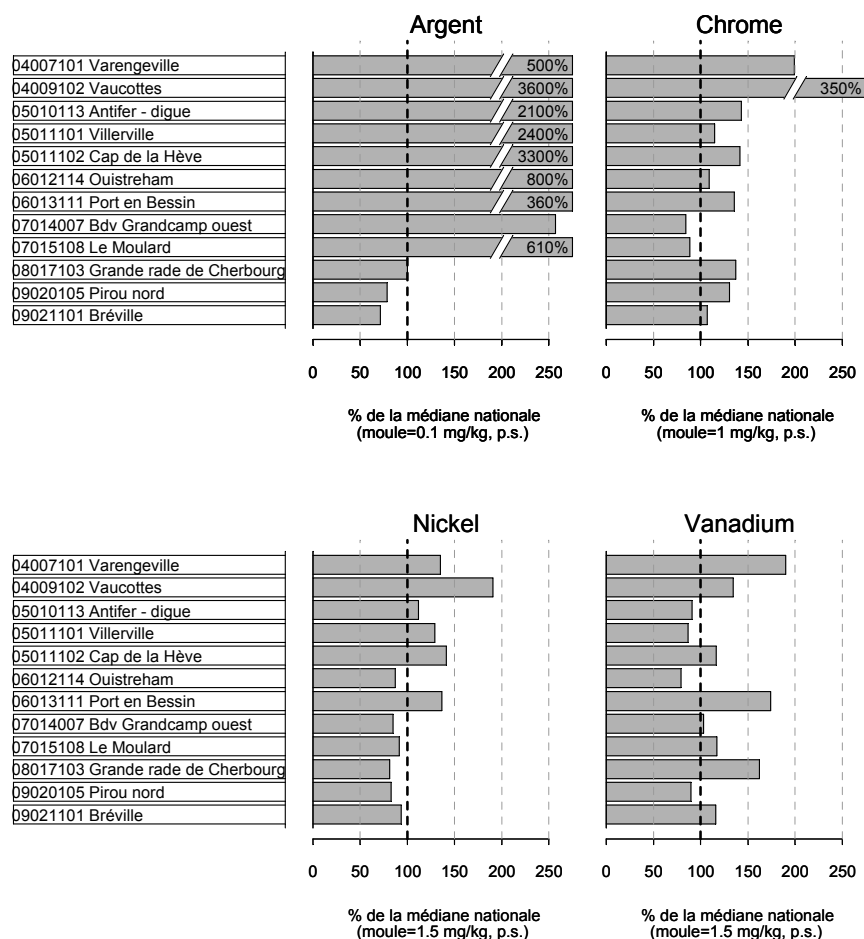 Argent
Chrome
04007101 Varengeville
500%
04009102 Vaucottes
3600%
350%
05010113 Antifer - digue
2100%
05011101 Villerville
2400%
05011102 Cap de la Hève
3300%
06012114 Ouistreham
800%
06013111 Port en Bessin
360%
07014007 Bdv Grandcamp ouest
07015108 Le Moulard
610%
08017103 Grande rade de Cherbourg
09020105 Pirou nord
09021101 Bréville
0 50 100 150 200 250
0 50 100 150 200 250
% de la médiane nationale
(moule=0.1 mg/kg, p.s.)
% de la médiane nationale
(moule=1 mg/kg, p.s.)
Nickel
Vanadium
04007101 Varengeville
04009102 Vaucottes
05010113 Antifer - digue
05011101 Villerville
05011102 Cap de la Hève
06012114 Ouistreham
06013111 Port en Bessin
07014007 Bdv Grandcamp ouest
07015108 Le Moulard
08017103 Grande rade de Cherbourg
09020105 Pirou nord
09021101 Bréville
0 50 100 150 200 250
0 50 100 150 200 250
% de la médiane nationale
(moule=1.5 mg/kg, p.s.)
% de la médiane nationale
(moule=1.5 mg/kg, p.s.)